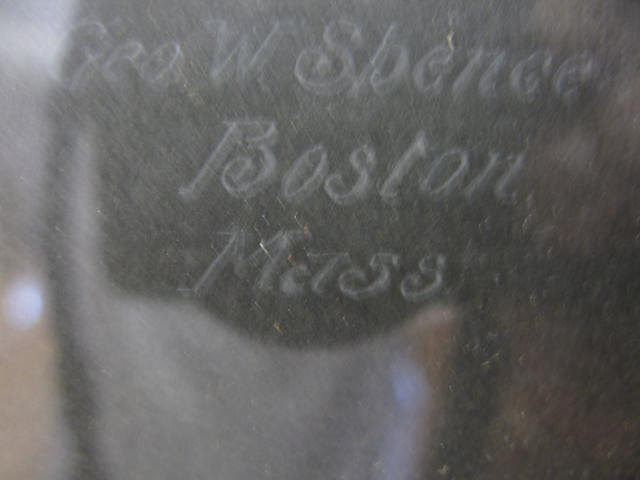 Geo W. Spence
Boston
Mass